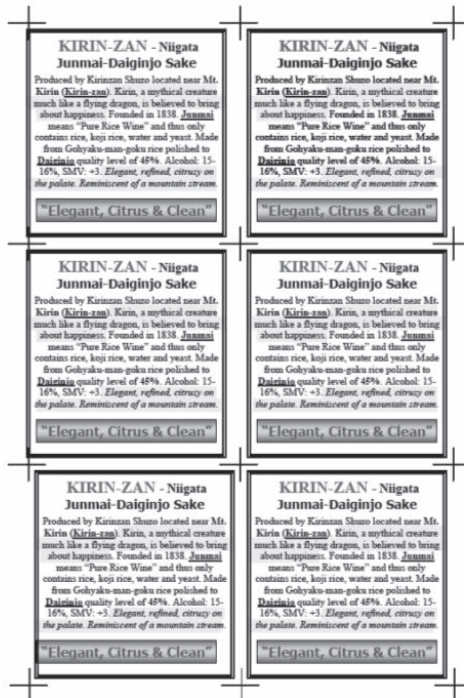 KIRIN-ZAN - Niigata
Junmai-Daiginjo Sake
Produced by Kirinzan Shuzo located near Mt.
Kirin (Kirin-zan). Kirin, a mythical creature
much like a flying dragon, is believed to bring
about happiness. Founded in 1838. Junmai
means “Pure Rice Wine” and thus only
contains rice, koji rice, water and yeast. Made
from Gohyaku-man-goku rice polished to
Daiginjo quality level of 45%. Alcohol: 15-
16%, SMV: +3. Elegant, refined, citrusy on
the palate. Reminiscent of a mountain stream.
“Elegant, Citrus & Clean”
KIRIN-ZAN - Niigata
Junmai-Daiginjo Sake
Produced by Kirinzan Shuzo located near Mt.
Kirin (Kirin-zan). Kirin, a mythical creature
much like a flying dragon, is believed to bring
about happiness. Founded in 1838. Junmai
means “Pure Rice Wine” and thus only
contains rice, koji rice, water and yeast. Made
from Gohyaku-man-goku rice polished to
Daiginjo quality level of 45%. Alcohol: 15-
16%, SMV: +3. Elegant, refined, citrusy on
the palate. Reminiscent of a mountain stream.
“Elegant, Citrus & Clean”
KIRIN-ZAN - Niigata
Junmai-Daiginjo Sake
Produced by Kirinzan Shuzo located near Mt.
Kirin (Kirin-zan). Kirin, a mythical creature
much like a flying dragon, is believed to bring
about happiness. Founded in 1838. Junmai
means “Pure Rice Wine” and thus only
contains rice, koji rice, water and yeast. Made
from Gohyaku-man-goku rice polished to
Daiginjo quality level of 45%. Alcohol: 15-
16%, SMV: +3. Elegant, refined, citrusy on
the palate. Reminiscent of a mountain stream.
“Elegant, Citrus & Clean”
KIRIN-ZAN - Niigata
Junmai-Daiginjo Sake
Produced by Kirinzan Shuzo located near Mt.
Kirin (Kirin-zan). Kirin, a mythical creature
much like a flying dragon, is believed to bring
about happiness. Founded in 1838. Junmai
means “Pure Rice Wine” and thus only
contains rice, koji rice, water and yeast. Made
from Gohyaku-man-goku rice polished to
Daiginjo quality level of 45%. Alcohol: 15-
16%, SMV: +3. Elegant, refined, citrusy on
the palate. Reminiscent of a mountain stream.
“Elegant, Citrus & Clean”
KIRIN-ZAN - Niigata
Junmai-Daiginjo Sake
Produced by Kirinzan Shuzo located near Mt.
Kirin (Kirin-zan). Kirin, a mythical creature
much like a flying dragon, is believed to bring
about happiness. Founded in 1838. Junmai
means “Pure Rice Wine” and thus only
contains rice, koji rice, water and yeast. Made
from Gohyaku-man-goku rice polished to
Daiginjo quality level of 45%. Alcohol: 15-
16%, SMV: +3. Elegant, refined, citrusy on
the palate. Reminiscent of a mountain stream.
“Elegant, Citrus & Clean”
KIRIN-ZAN - Niigata
Junmai-Daiginjo Sake
Produced by Kirinzan Shuzo located near Mt.
Kirin (Kirin-zan). Kirin, a mythical creature
much like a flying dragon, is believed to bring
about happiness. Founded in 1838. Junmai
means “Pure Rice Wine” and thus only
contains rice, koji rice, water and yeast. Made
from Gohyaku-man-goku rice polished to
Daiginjo quality level of 45%. Alcohol: 15-
16%, SMV: +3. Elegant, refined, citrusy on
the palate. Reminiscent of a mountain stream.
“Elegant, Citrus & Clean”